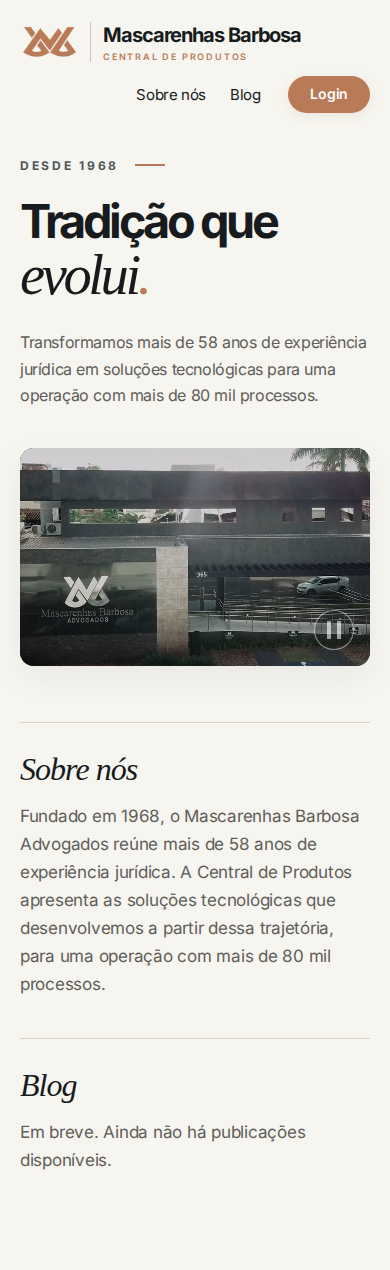 Mascarenhas Barbosa
CENTRAL DE PRODUTOS
Sobre nós
Blog
Login
DESDE 1968
Tradição que
evolui.
Transformamos mais de 58 anos de experiência
jurídica em soluções tecnológicas para uma
operação com mais de 80 mil processos.
365
Mascarenhas Barbosa
ADVOGADOS
Sobre nós
Fundado em 1968, o Mascarenhas Barbosa
Advogados reúne mais de 58 anos de
experiência jurídica. A Central de Produtos
apresenta as soluções tecnológicas que
desenvolvemos a partir dessa trajetória,
para uma operação com mais de 80 mil
processos.
Blog
Em breve. Ainda não há publicações
disponíveis.